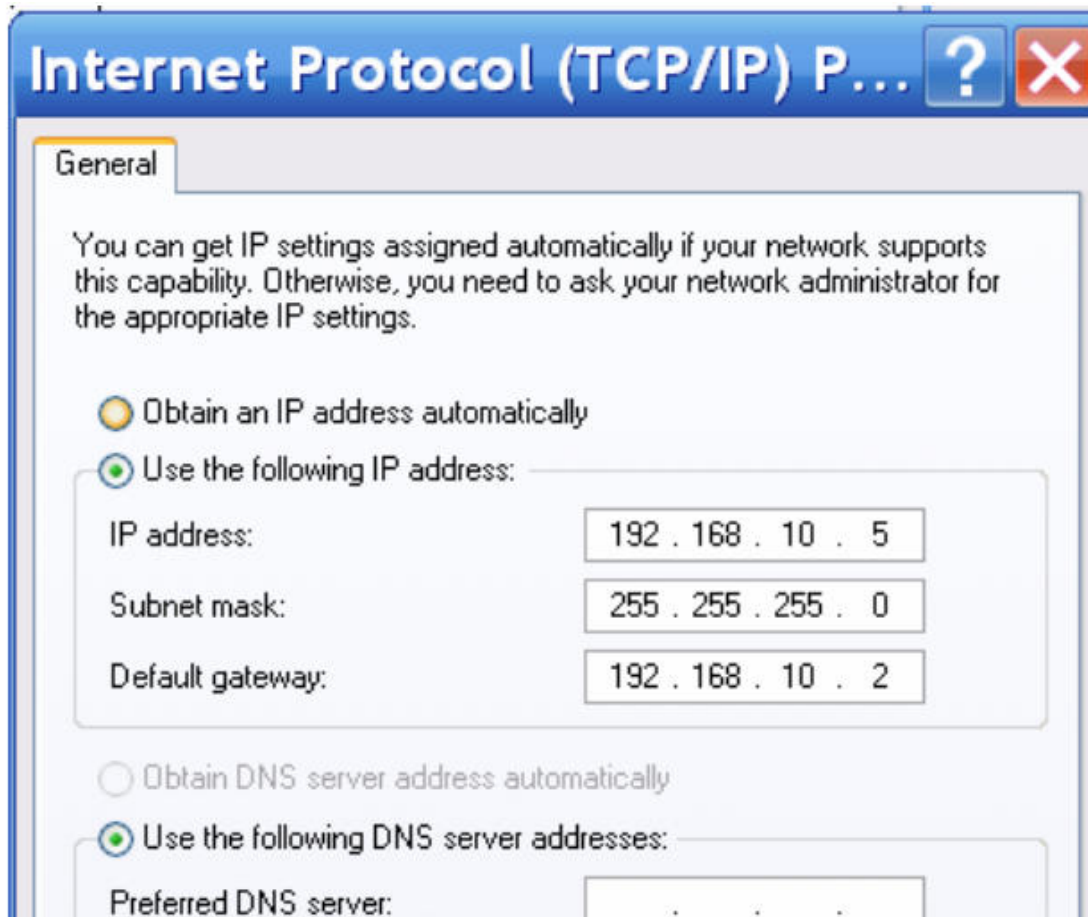 Internet Protocol (TCP/IP) P...
General
You can get IP settings assigned automatically if your network supports
this capability. Otherwise, you need to ask your network administrator for
the appropriate IP settings.
Obtain an IP address automatically
Use the following IP address:
IP address: 192 . 168 . 10 . 5
Subnet mask: 255 . 255 . 255 . 0
Default gateway: 192 . 168 . 10 . 2
Obtain DNS server address automatically
Use the following DNS server addresses:
Preferred DNS server: . . .